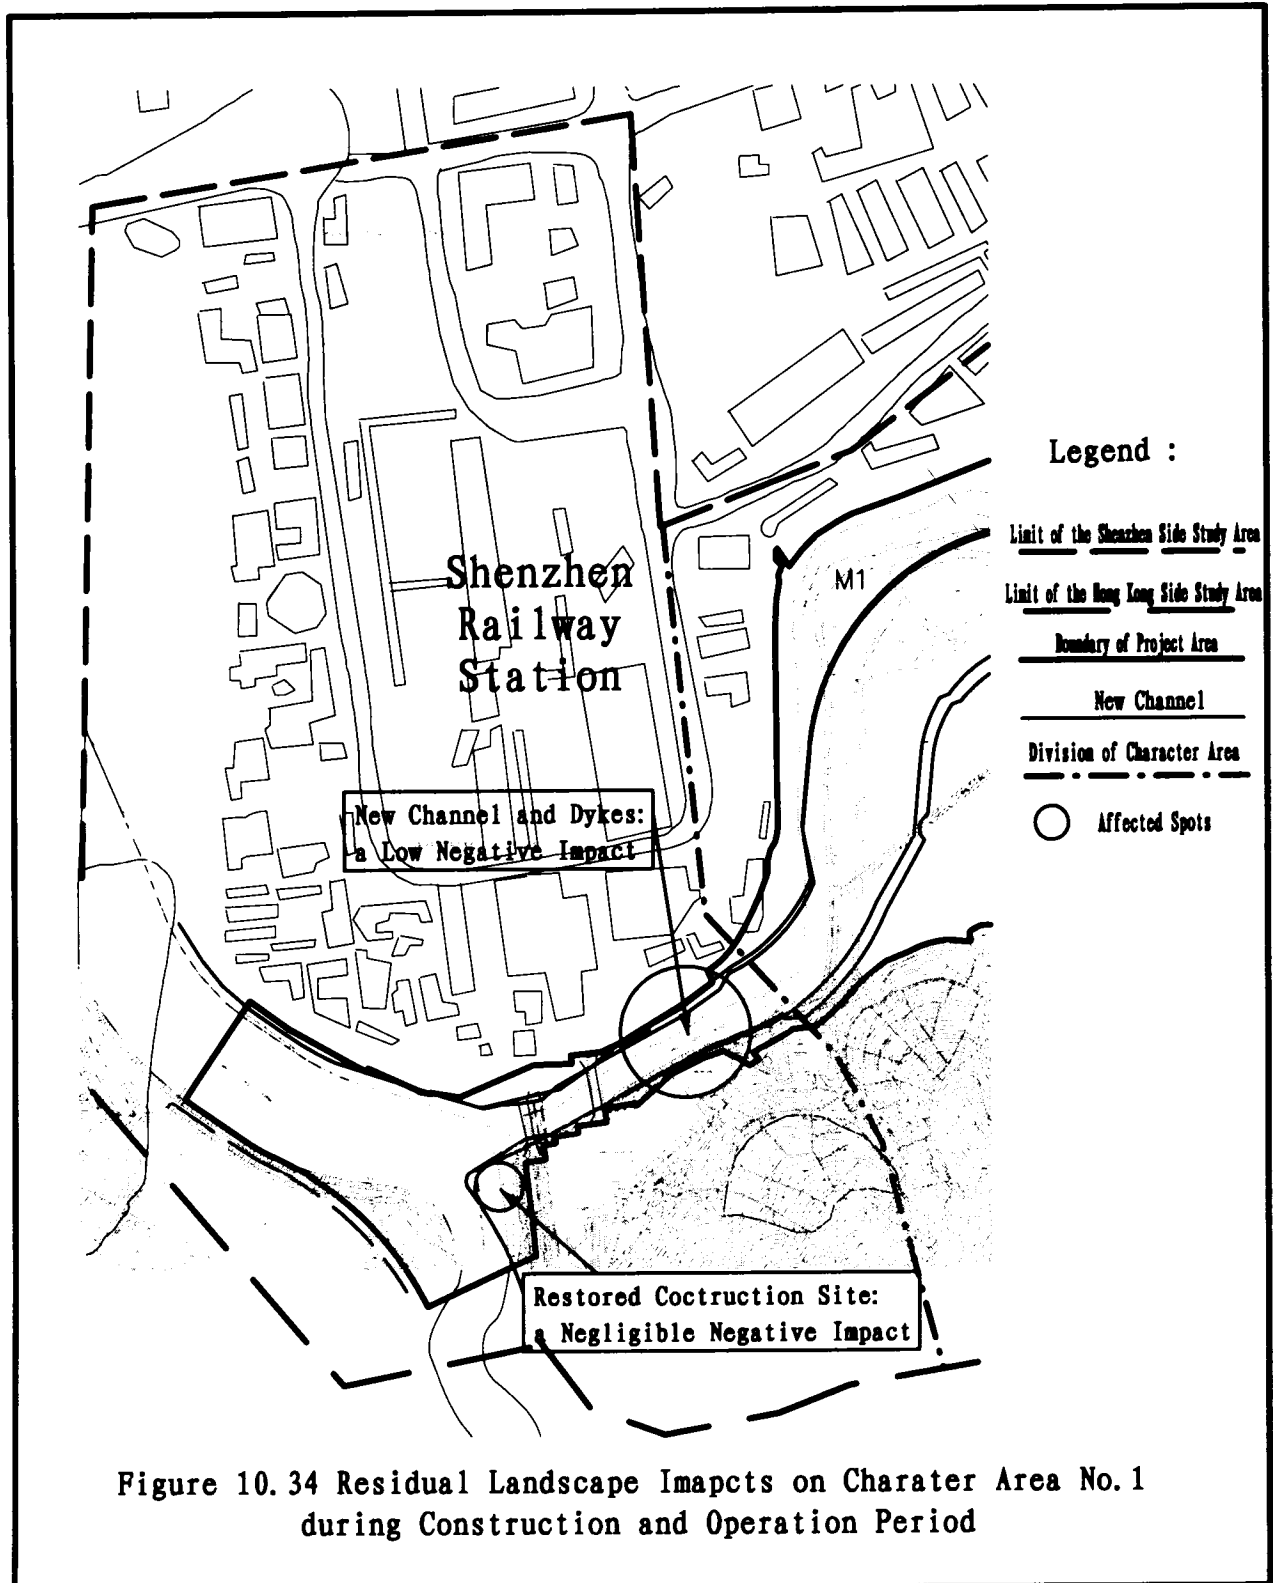 Shenzhen
Railway
Station
M1
New Channel and Dykes:
a Low Negative Impact
Restored Coctruction Site:
a Negligible Negative Impact
Legend :
Limit of the Shenzhen Side Study Area
Limit of the Hong Kong Side Study Area
Boundary of Project Area
New Channel
Division of Character Area
Affected Spots
Figure 10.34 Residual Landscape Imapcts on Charater Area No.1
during Construction and Operation Period